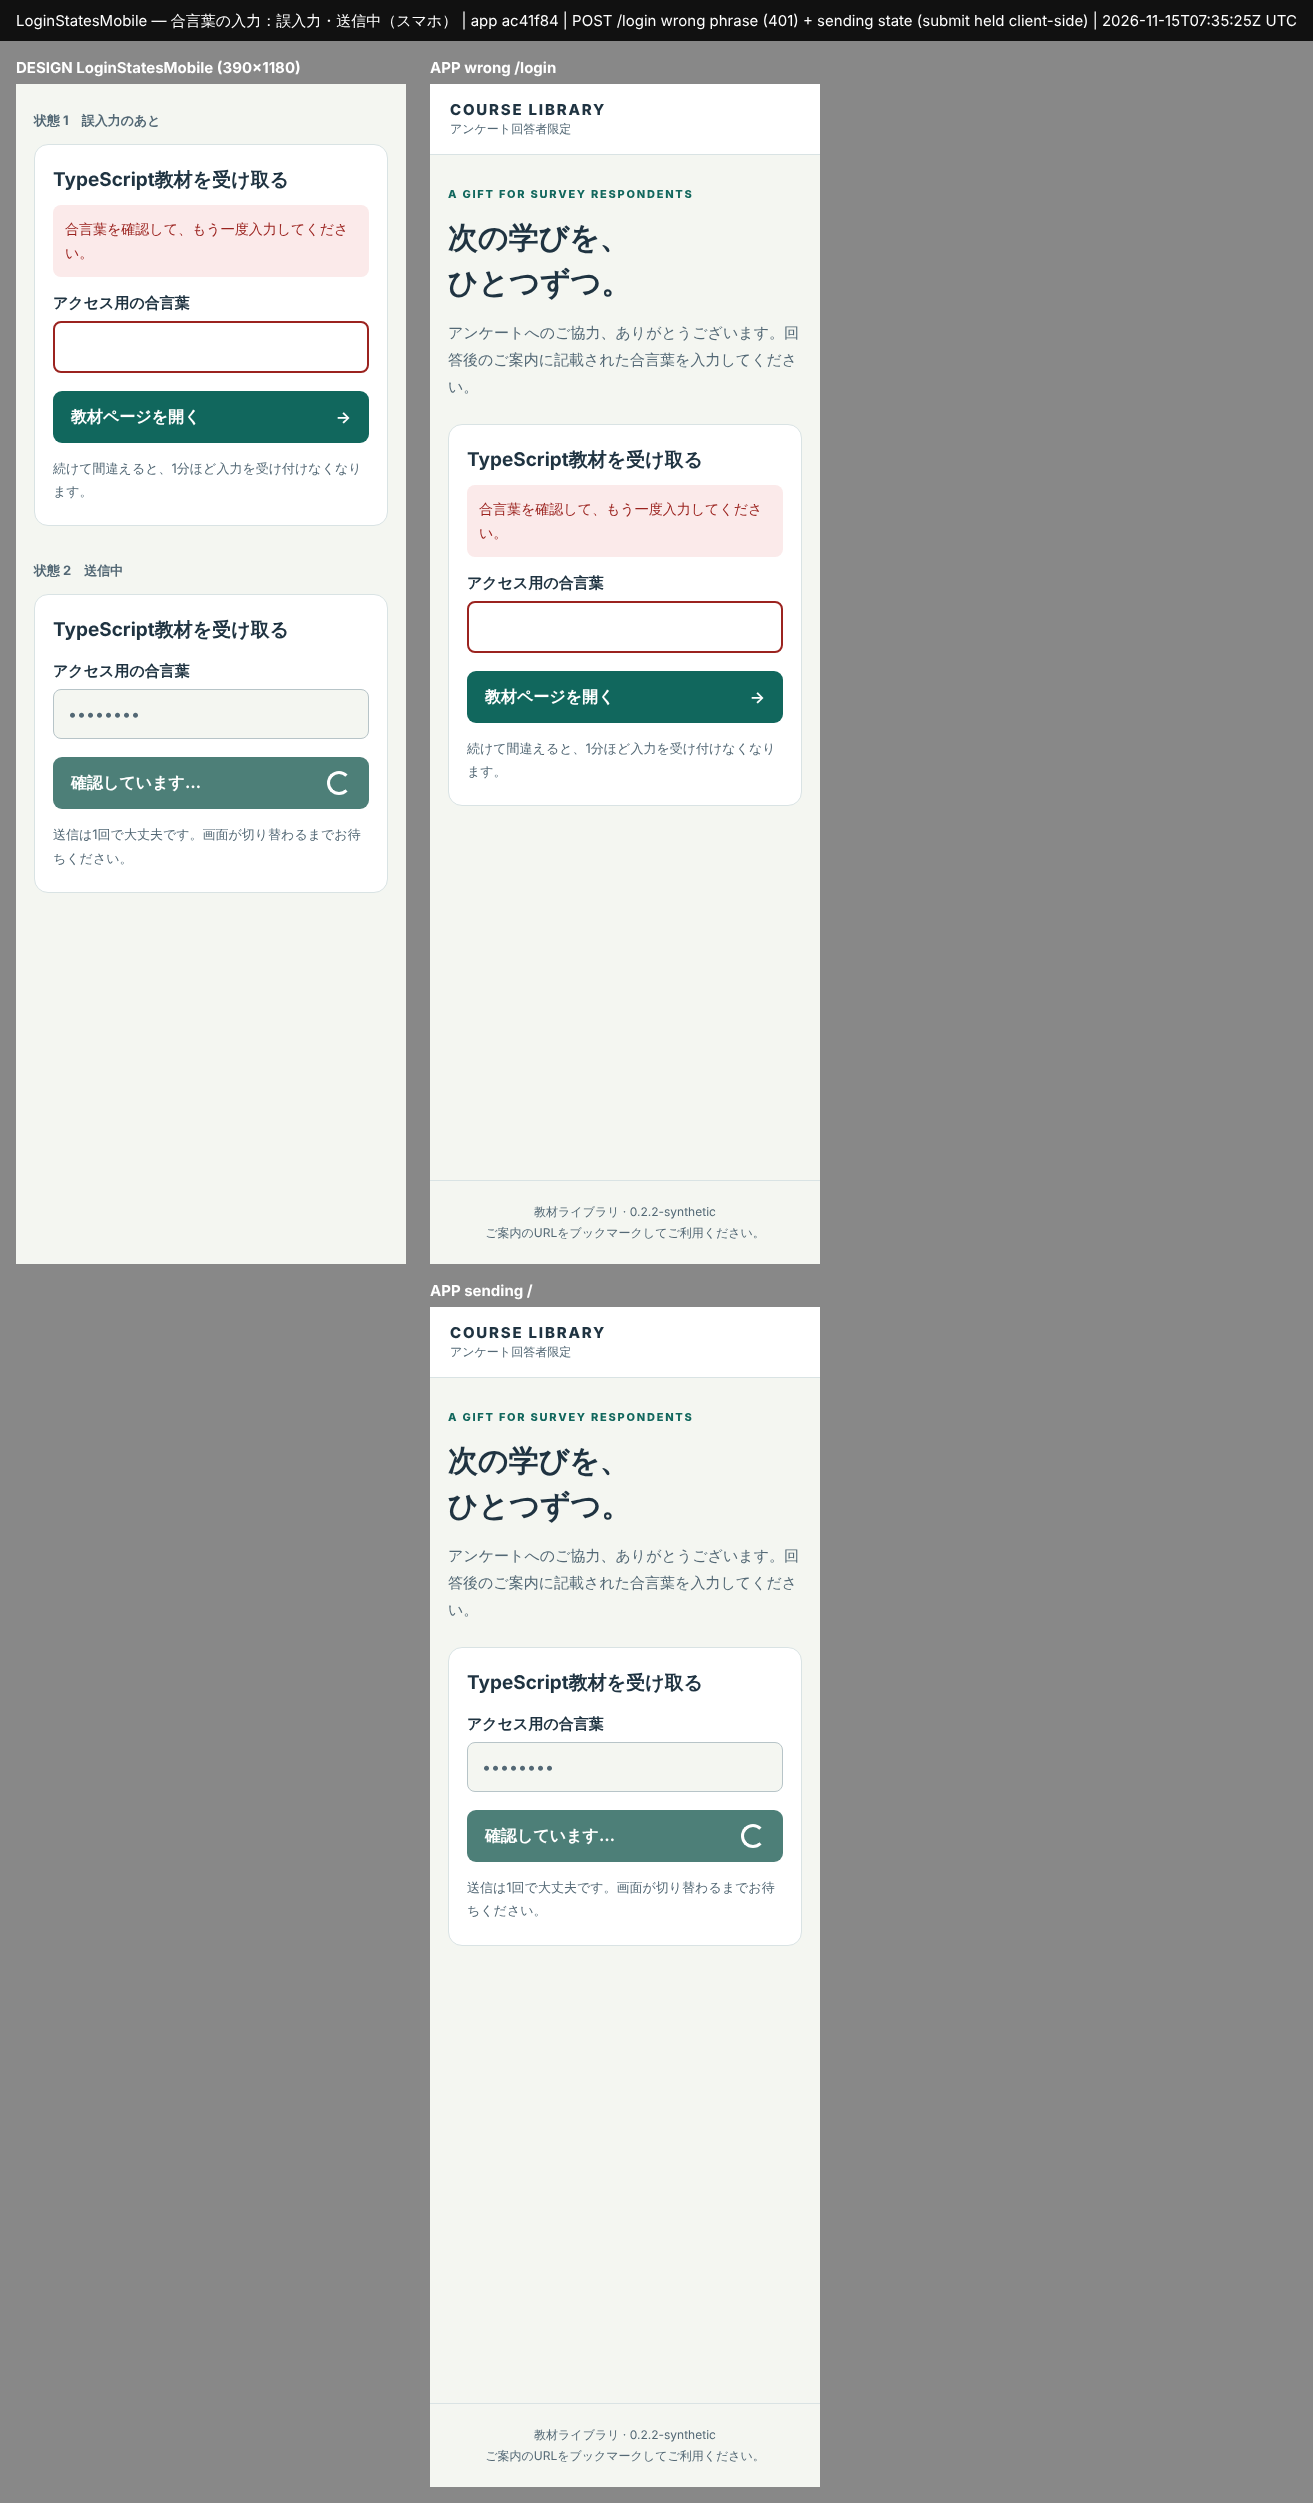 LoginStatesMobile — 合言葉の入力：誤入力・送信中（スマホ） | app ac41f84 | POST /login wrong phrase (401) + sending state (submit held client-side) | 2026-11-15T07:35:25Z UTC
DESIGN LoginStatesMobile (390×1180)
状態 1　誤入力のあと
TypeScript教材を受け取る
合言葉を確認して、もう一度入力してくださ
い。
アクセス用の合言葉
教材ページを開く →
続けて間違えると、1分ほど入力を受け付けなくなり
ます。
状態 2　送信中
TypeScript教材を受け取る
アクセス用の合言葉
••••••••
確認しています…
送信は1回で大丈夫です。画面が切り替わるまでお待
ちください。
APP wrong /login
COURSE LIBRARY
アンケート回答者限定
A GIFT FOR SURVEY RESPONDENTS
次の学びを、
ひとつずつ。
アンケートへのご協力、ありがとうございます。回
答後のご案内に記載された合言葉を入力してくださ
い。
TypeScript教材を受け取る
合言葉を確認して、もう一度入力してくださ
い。
アクセス用の合言葉
教材ページを開く →
続けて間違えると、1分ほど入力を受け付けなくなり
ます。
教材ライブラリ · 0.2.2-synthetic
ご案内のURLをブックマークしてご利用ください。
APP sending /
COURSE LIBRARY
アンケート回答者限定
A GIFT FOR SURVEY RESPONDENTS
次の学びを、
ひとつずつ。
アンケートへのご協力、ありがとうございます。回
答後のご案内に記載された合言葉を入力してくださ
い。
TypeScript教材を受け取る
アクセス用の合言葉
••••••••
確認しています…
送信は1回で大丈夫です。画面が切り替わるまでお待
ちください。
教材ライブラリ · 0.2.2-synthetic
ご案内のURLをブックマークしてご利用ください。